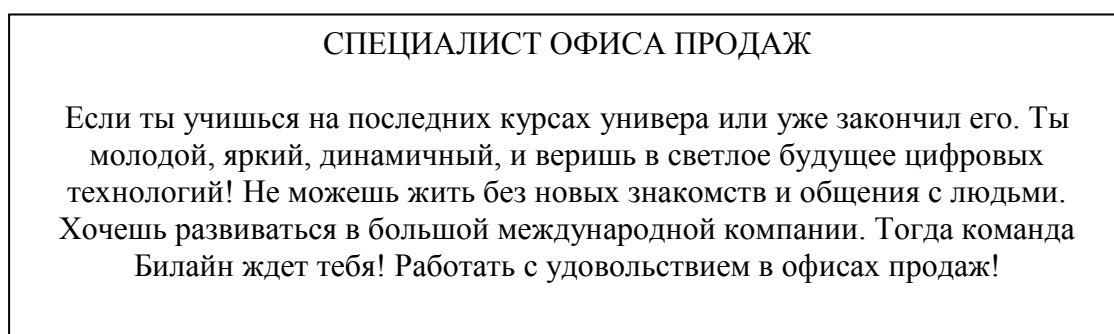 СПЕЦИАЛИСТ ОФИСА ПРОДАЖ
Если ты учишься на последних курсах универа или уже закончил его. Ты
молодой, яркий, динамичный, и веришь в светлое будущее цифровых
технологий! Не можешь жить без новых знакомств и общения с людьми.
Хочешь развиваться в большой международной компании. Тогда команда
Билайн ждет тебя! Работать с удовольствием в офисах продаж!